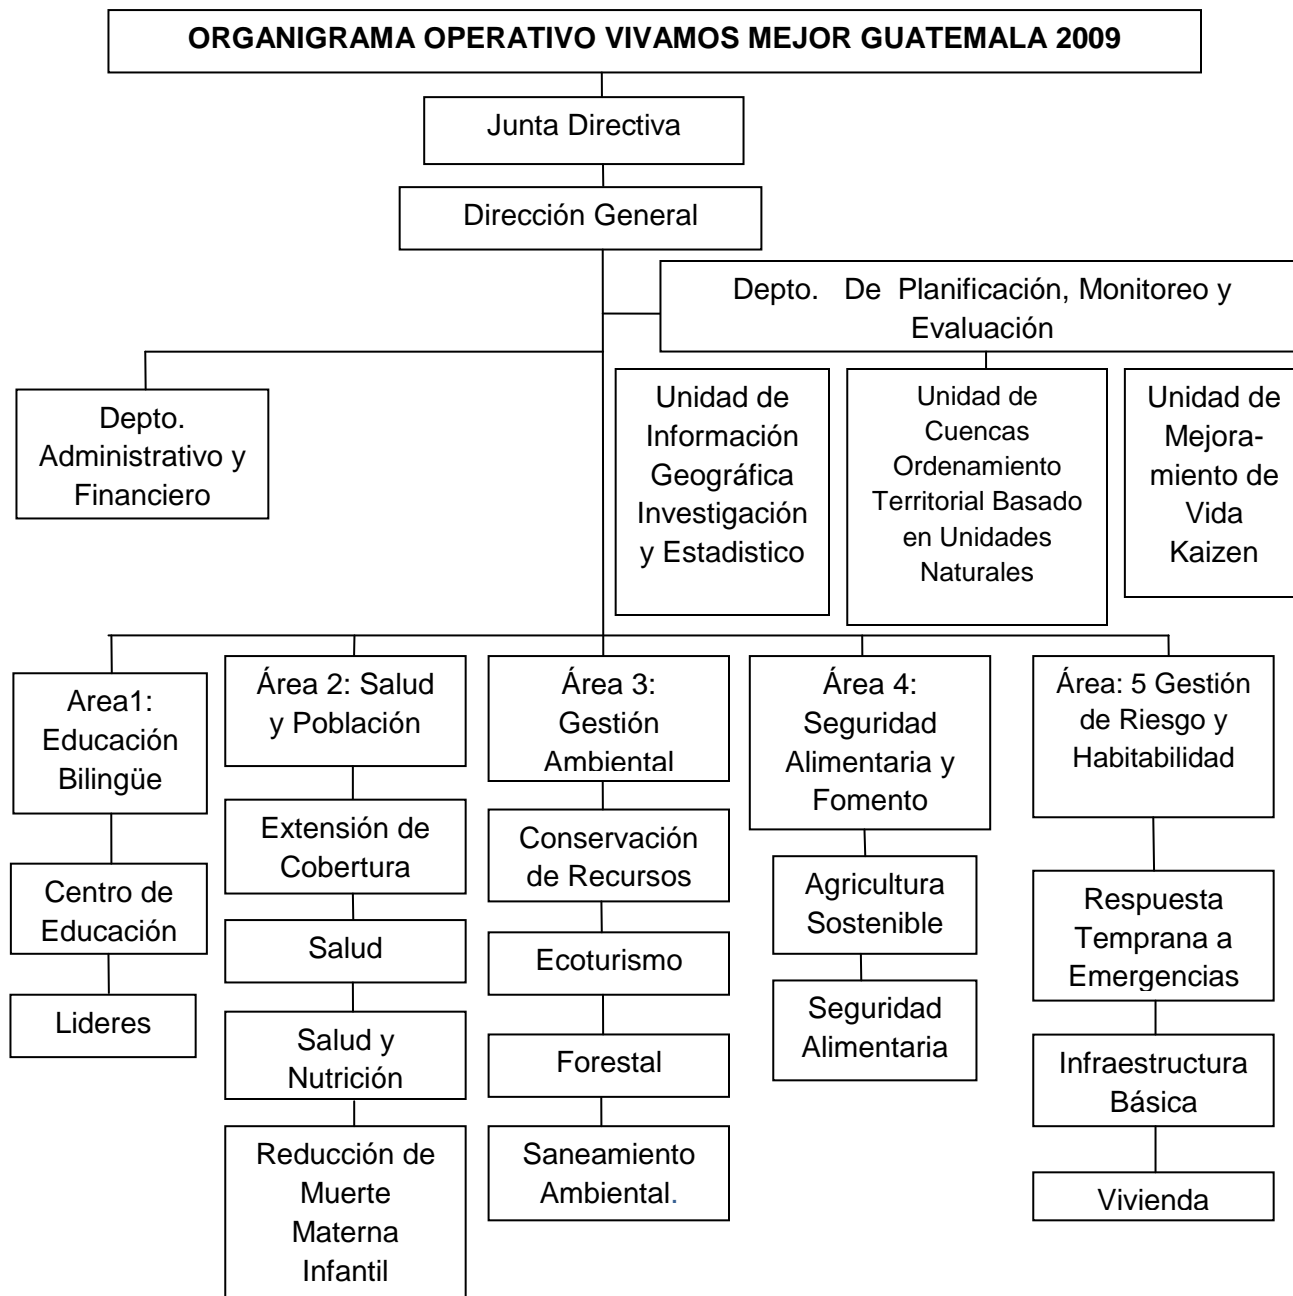 ORGANIGRAMA OPERATIVO VIVAMOS MEJOR GUATEMALA 2009
Junta Directiva
Dirección General
Depto. De Planificación, Monitoreo y
Evaluación
Depto.
Administrativo y
Financiero
Unidad de
Información
Geográfica
Investigación
y Estadistico
Unidad de
Cuencas
Ordenamiento
Territorial Basado
en Unidades
Naturales
Unidad de
Mejora-
miento de
Vida
Kaizen
Area1:
Educación
Bilingüe
Centro de
Educación
Lideres
Área 2: Salud
y Población
Extensión de
Cobertura
Salud
Salud y
Nutrición
Reducción de
Muerte
Materna
Infantil
Área 3:
Gestión
Ambiental
Conservación
de Recursos
Ecoturismo
Forestal
Saneamiento
Ambiental.
Área 4:
Seguridad
Alimentaria y
Fomento
Agricultura
Sostenible
Seguridad
Alimentaria
Área: 5 Gestión
de Riesgo y
Habitabilidad
Respuesta
Temprana a
Emergencias
Infraestructura
Básica
Vivienda